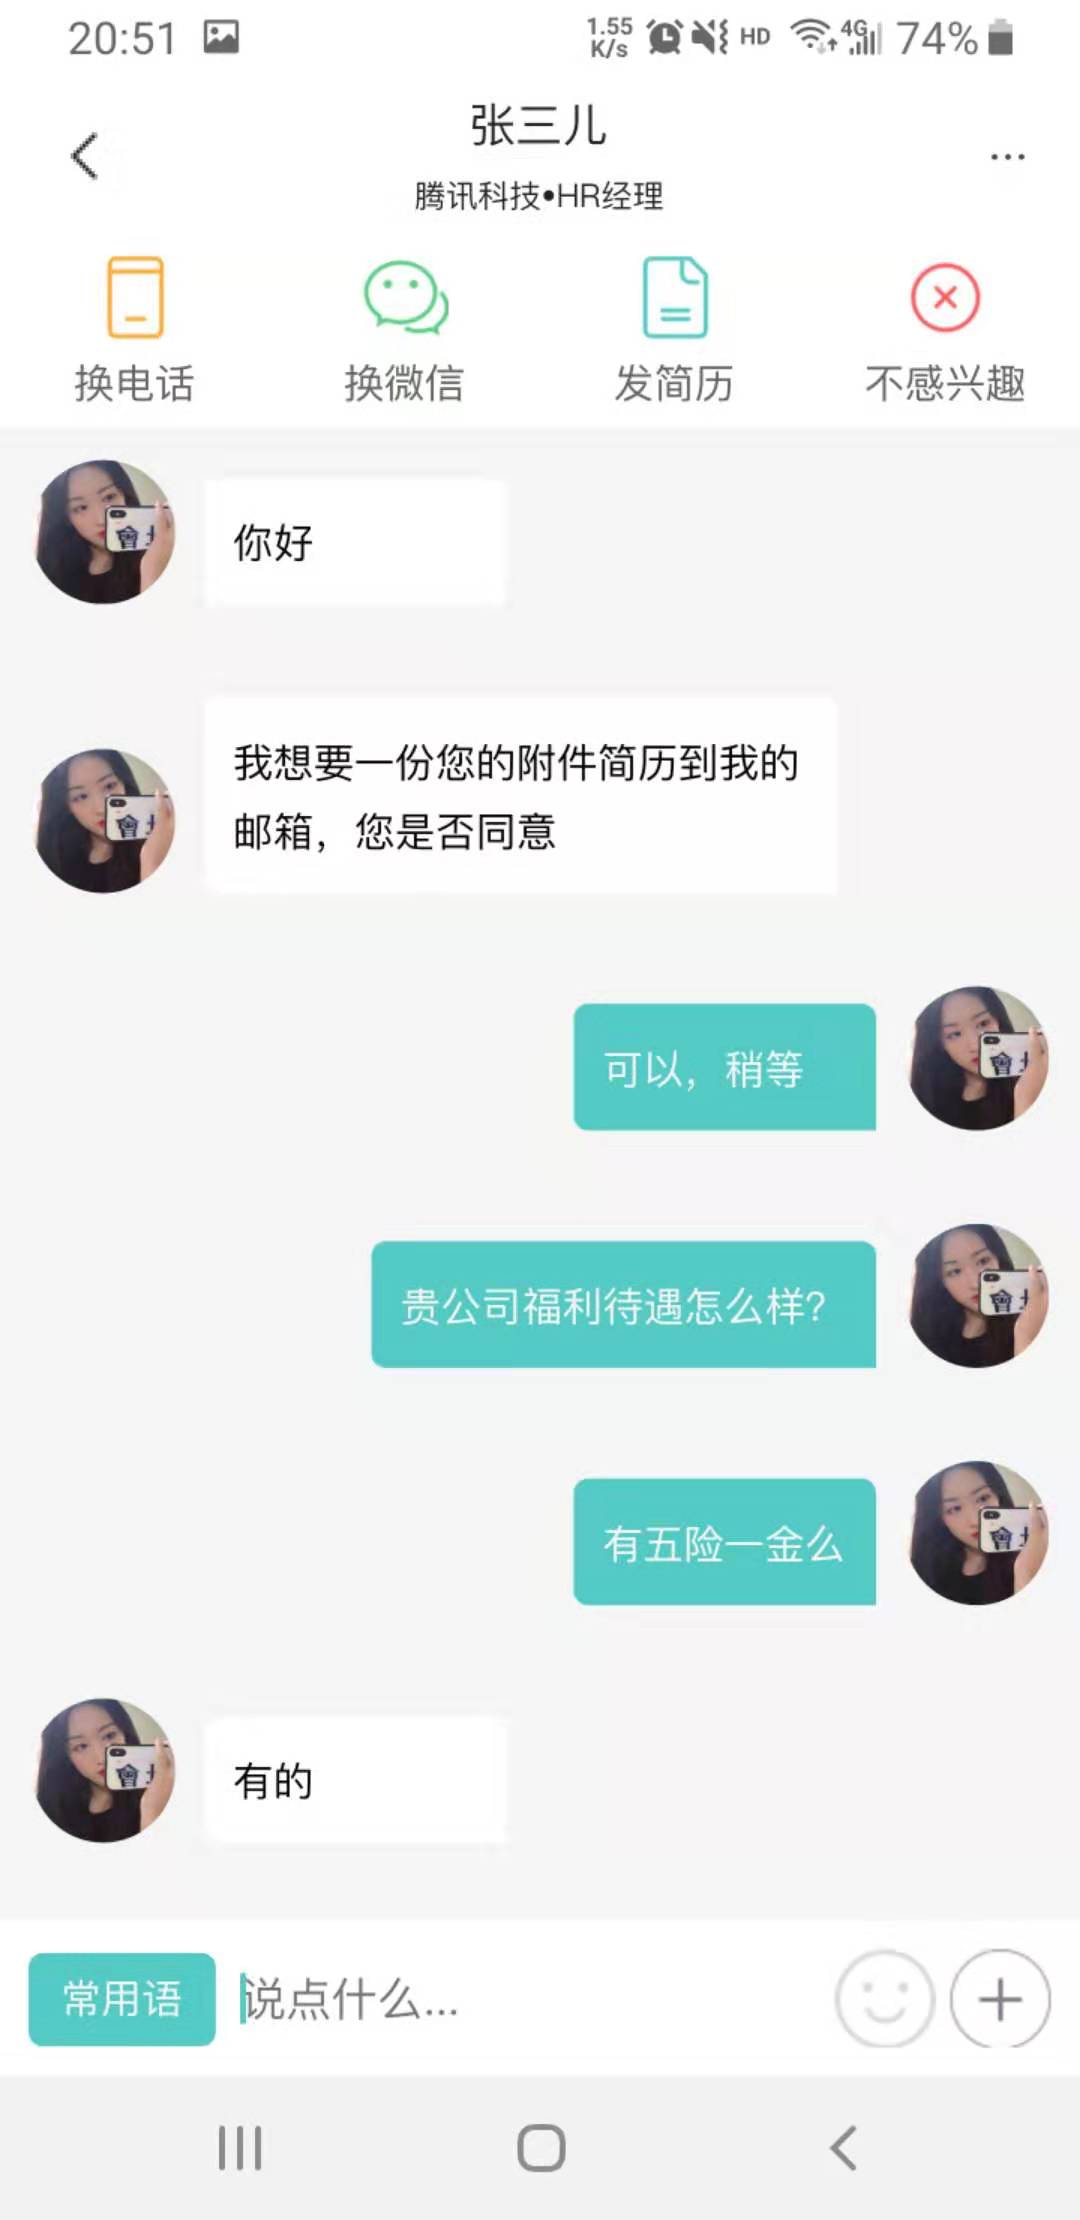 20:51
1.55
K/s
HD
4G
74%
张三儿
腾讯科技•HR经理
...
换电话
换微信
发简历
不感兴趣
你好
我想要一份您的附件简历到我的
邮箱，您是否同意
可以，稍等
贵公司福利待遇怎么样?
有五险一金么
有的
常用语
说点什么...